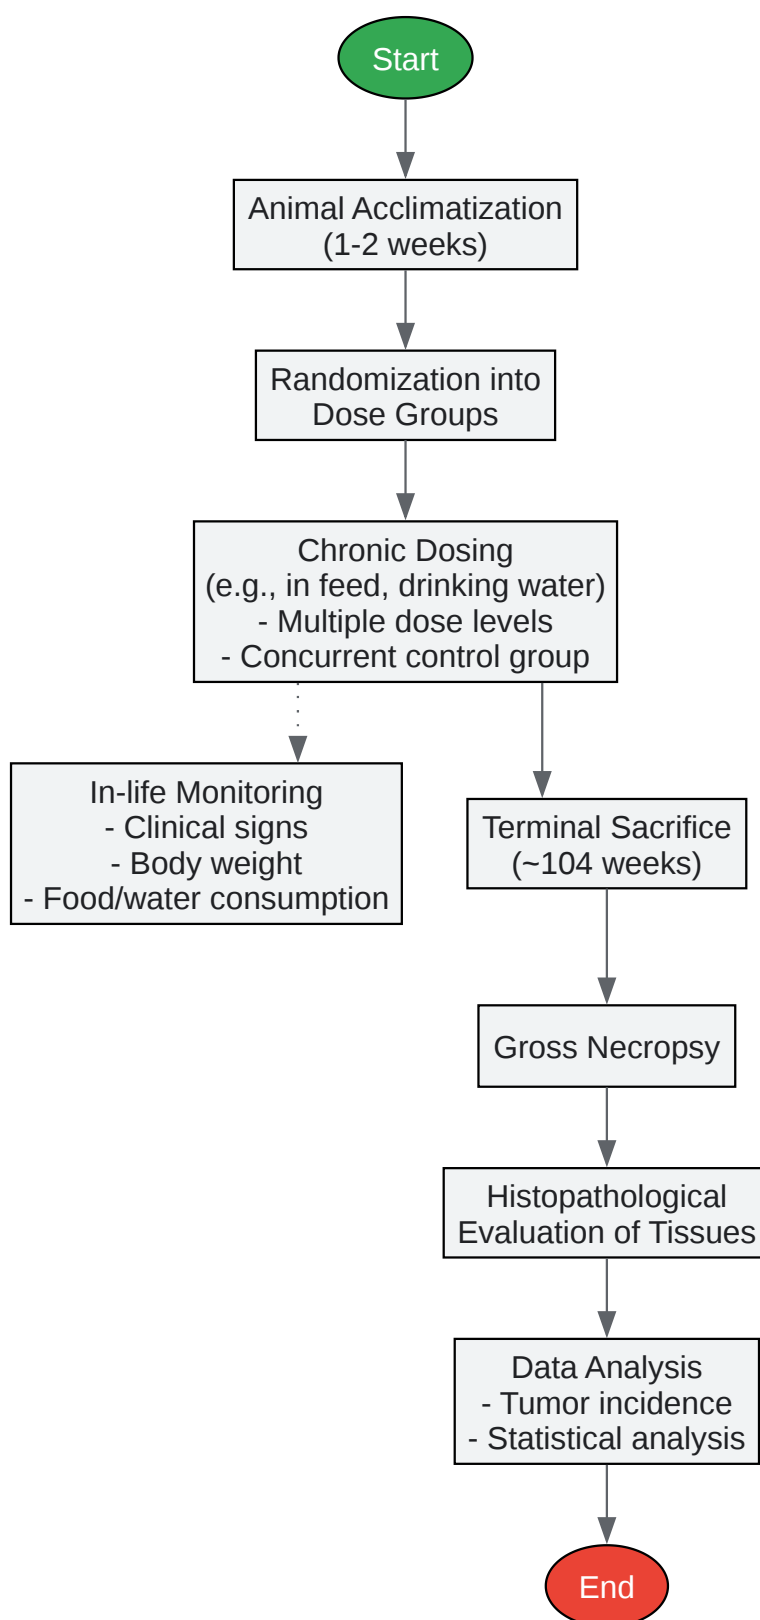 Start
Animal Acclimatization
(1-2 weeks)
Randomization into
Dose Groups
Chronic Dosing
(e.g., in feed, drinking water)
- Multiple dose levels
- Concurrent control group
In-life Monitoring
- Clinical signs
- Body weight
- Food/water consumption
Terminal Sacrifice
(~104 weeks)
Gross Necropsy
Histopathological
Evaluation of Tissues
Data Analysis
- Tumor incidence
- Statistical analysis
End